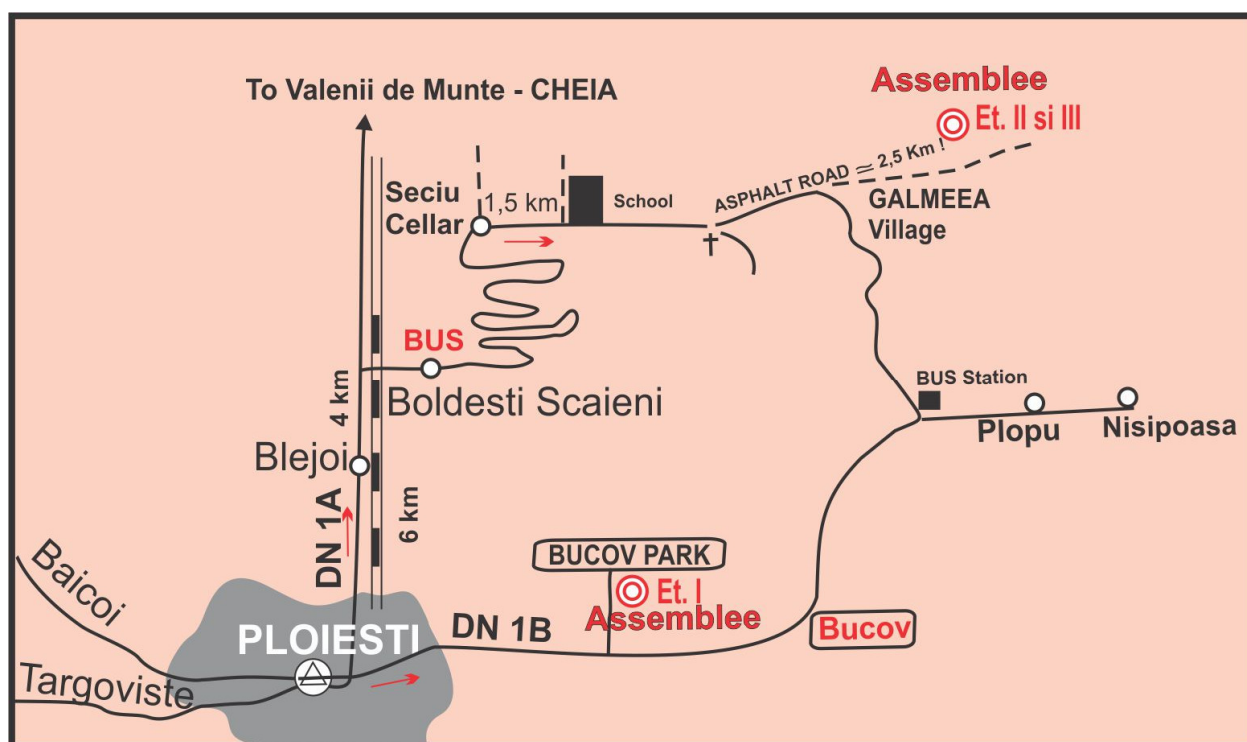 To Valenii de Munte - CHEIA
Assemblee
Et. II si III
ASPHALT ROAD ≃ 2,5 Km !
Seciu
Cellar
1,5 km
School
GALMEEA
Village
BUS
Boldesti Scaieni
4 km
Blejoi
DN 1A
6 km
BUS Station
Plopu
Nisipoasa
BUCOV PARK
Et. I
Assemblee
Bucov
DN 1B
Baicoi
PLOIESTI
Targoviste